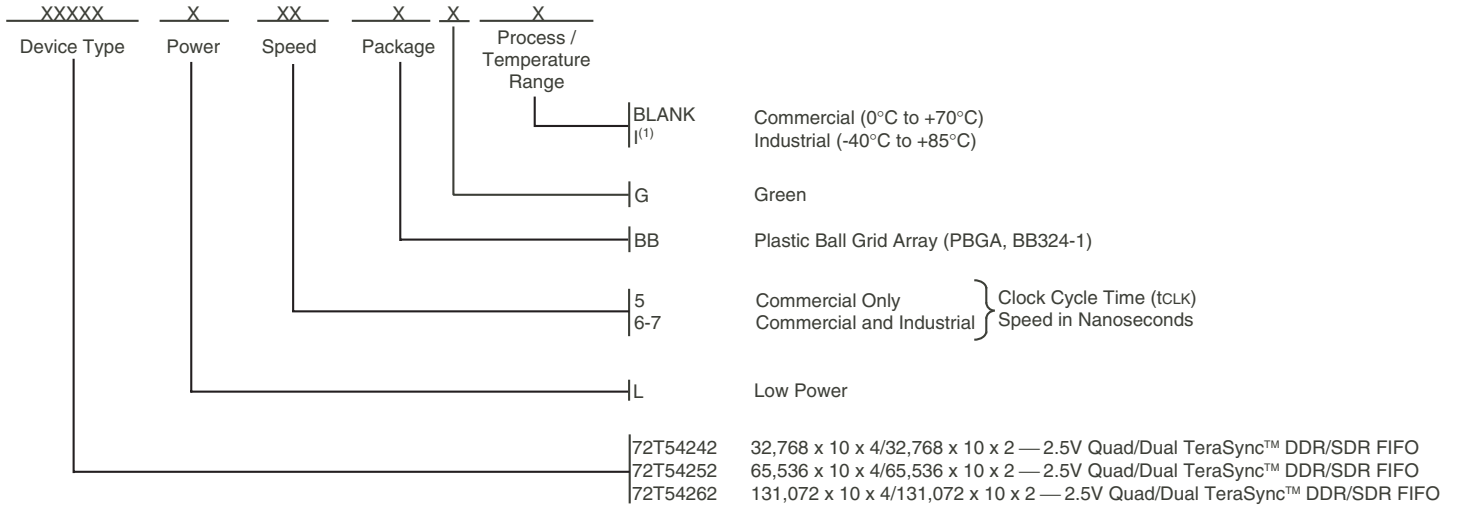 XXXXX X XX X X X
Device Type Power Speed Package Process /
Temperature
Range
BLANK Commercial (0°C to +70°C)
I(1) Industrial (-40°C to +85°C)
G Green
BB Plastic Ball Grid Array (PBGA, BB324-1)
5 Commercial Only Clock Cycle Time (tCLK)
6-7 Commercial and Industrial Speed in Nanoseconds
L Low Power
72T54242 32,768 x 10 x 4/32,768 x 10 x 2 — 2.5V Quad/Dual TeraSync™ DDR/SDR FIFO
72T54252 65,536 x 10 x 4/65,536 x 10 x 2 — 2.5V Quad/Dual TeraSync™ DDR/SDR FIFO
72T54262 131,072 x 10 x 4/131,072 x 10 x 2 — 2.5V Quad/Dual TeraSync™ DDR/SDR FIFO